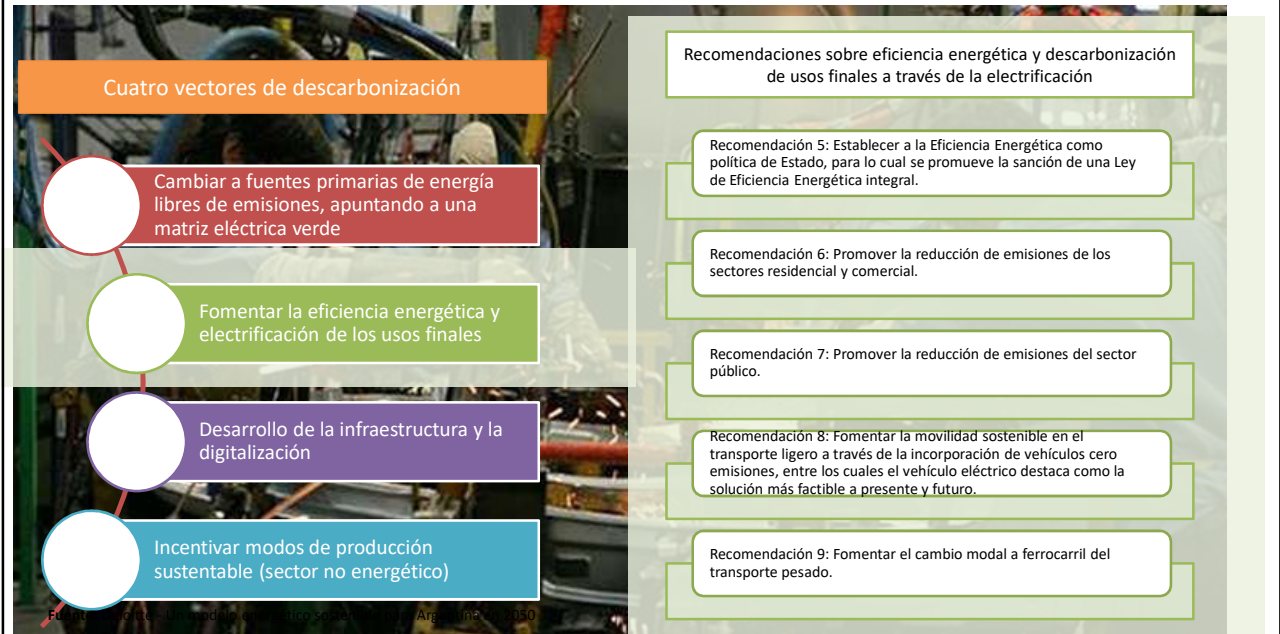 Cuatro vectores de descarbonización
Cambiar a fuentes primarias de energía
libres de emisiones, apuntando a una
matriz eléctrica verde
Fomentar la eficiencia energética y
electrificación de los usos finales
Desarrollo de la infraestructura y la
digitalización
Incentivar modos de producción
sustentable (sector no energético)
Un modelo energético sostenible para Argentina en 2050
Recomendaciones sobre eficiencia energética y descarbonización
de usos finales a través de la electrificación
Recomendación 5: Establecer a la Eficiencia Energética como
política de Estado, para lo cual se promueve la sanción de una Ley
de Eficiencia Energética integral.
Recomendación 6: Promover la reducción de emisiones de los
sectores residencial y comercial.
Recomendación 7: Promover la reducción de emisiones del sector
público.
Recomendación 8: Fomentar la movilidad sostenible en el
transporte ligero a través de la incorporación de vehículos cero
emisiones, entre los cuales el vehículo eléctrico destaca como la
solución más factible a presente y futuro.
Recomendación 9: Fomentar el cambio modal a ferrocarril del
transporte pesado.